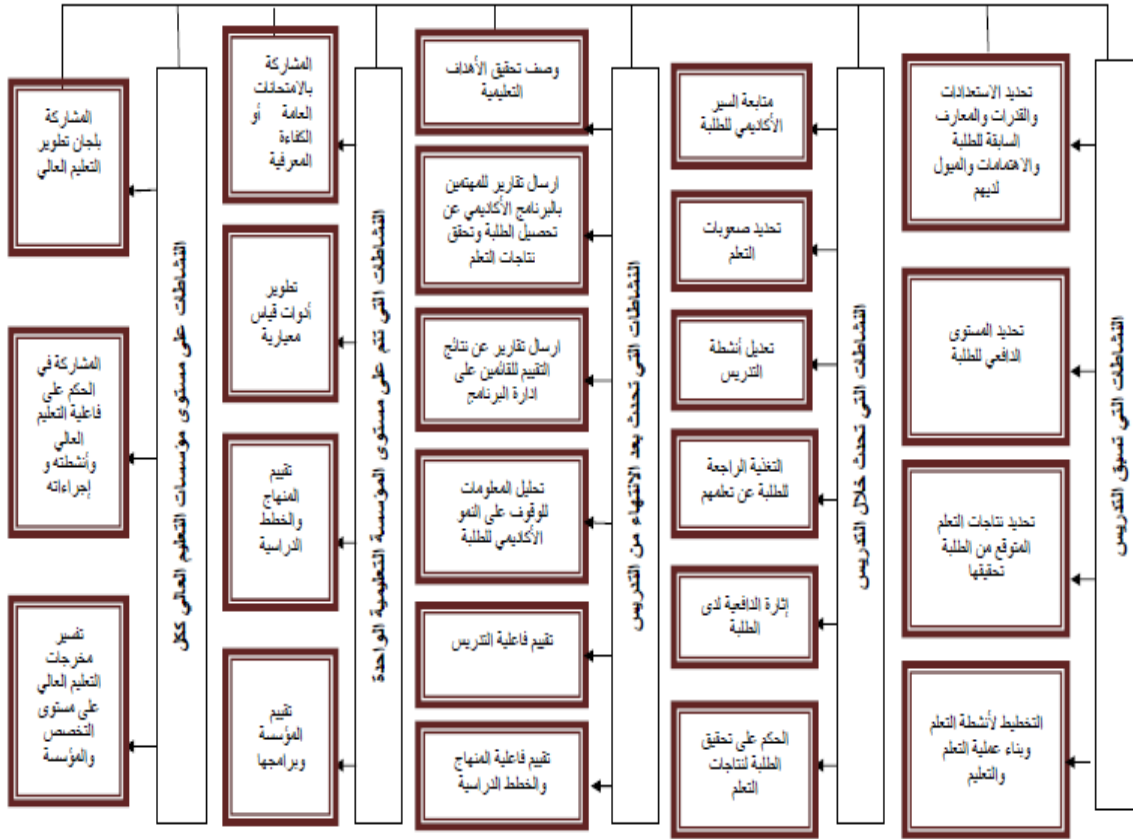 النشاطات التي تسبق التدريس
تحديد الاستعدادات
والقدرات والمعارف
السابقة للطلبة
والاهتمامات والميول
لديهم
تحديد المستوى
الدافعي للطلبة
تحديد نتاجات التعلم
المتوقع من الطلبة
تحقيقها
التخطيط لأنشطة التعلم
وبناء عملية التعلم
والتعليم
النشاطات التي تحدث خلال التدريس
متابعة السير
الأكاديمي للطلبة
تحديد صعوبات
التعلم
تعديل أنشطة
التدريس
التغذية الراجعة
للطلبة عن تعلمهم
إثارة الدافعية لدى
الطلبة
الحكم على تحقيق
الطلبة لنتاجات
التعلم
النشاطات التي تحدث بعد الانتهاء من التدريس
وصف تحقيق الأهداف
التعليمية
ارسال تقارير للمهتمين
بالبرنامج الأكاديمي عن
تحصيل الطلبة وتحقق
نتاجات التعلم
ارسال تقارير عن نتائج
التقييم للقائمين على
ادارة البرنامج
تحليل المعلومات
للوقوف على النمو
الأكاديمي للطلبة
تقييم فاعلية التدريس
تقييم فاعلية المنهاج
والخطط الدراسية
النشاطات التي تتم على مستوى المؤسسة التعليمية الواحدة
المشاركة
بالامتحانات
العامة أو
الكفاءة
المعرفية
تطوير
أدوات قياس
معيارية
تقييم
المنهاج
والخطط
الدراسية
تقييم
المؤسسة
وبرامجها
النشاطات على مستوى مؤسسات التعليم العالي ككل
المشاركة
بلجان تطوير
التعليم العالي
المشاركة في
الحكم على
فاعلية التعليم
العالي
وأنشطته و
إجراءاته
تفسير
مخرجات
التعليم العالي
على مستوى
التخصص
والمؤسسة